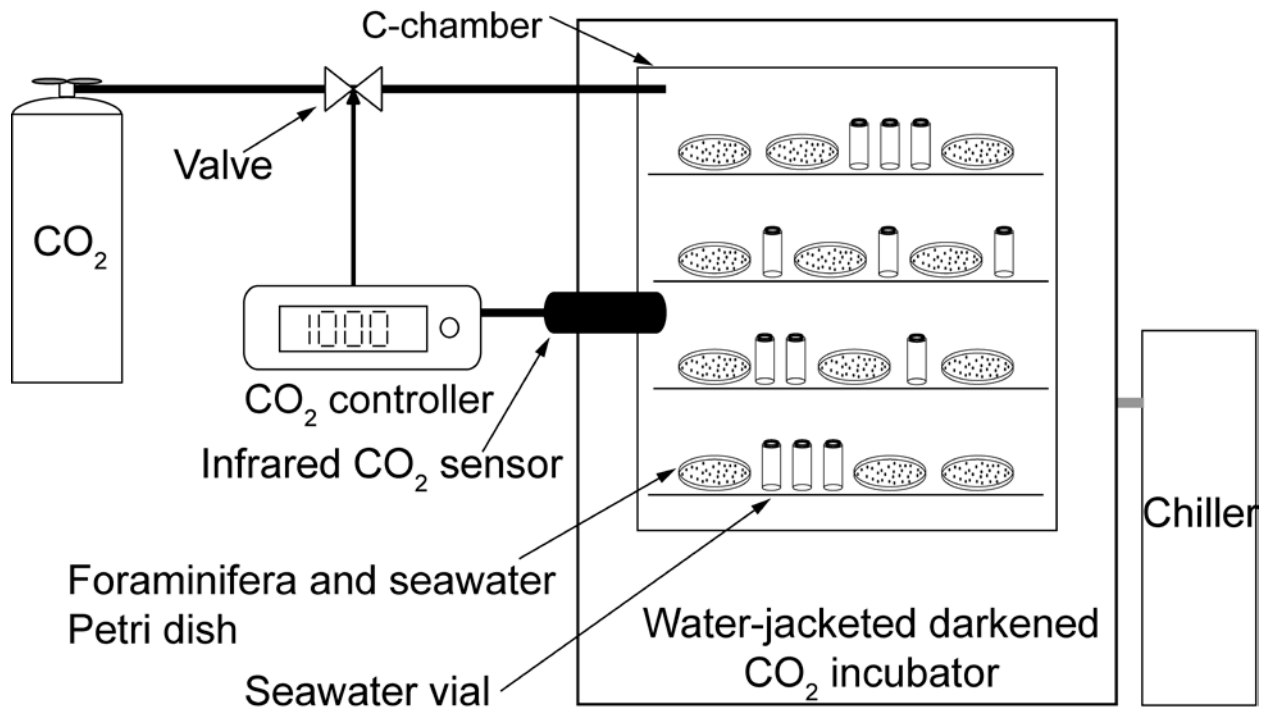 C-chamber
Valve
CO₂
1000
CO₂ controller
Infrared CO₂ sensor
Chiller
Foraminifera and seawater
Petri dish
Water-jacketed darkened
CO₂ incubator
Seawater vial